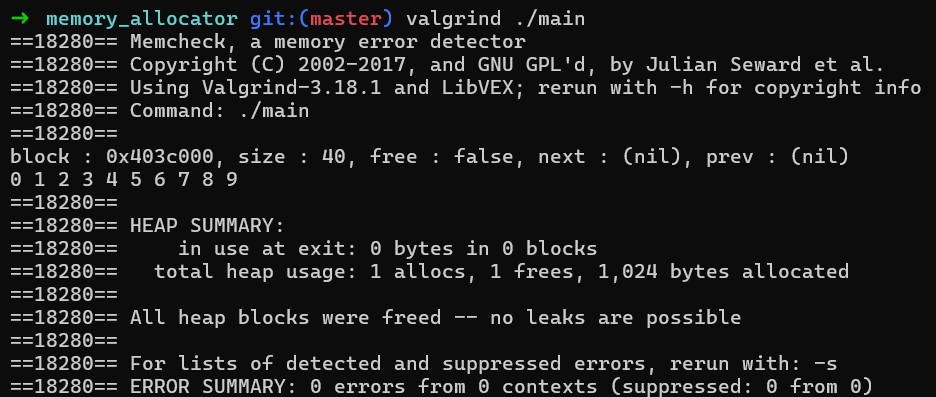 ➜ memory_allocator git:(master) valgrind ./main
==18280== Memcheck, a memory error detector
==18280== Copyright (C) 2002-2017, and GNU GPL'd, by Julian Seward et al.
==18280== Using Valgrind-3.18.1 and LibVEX; rerun with -h for copyright info
==18280== Command: ./main
==18280==
block : 0x403c000, size : 40, free : false, next : (nil), prev : (nil)
0 1 2 3 4 5 6 7 8 9
==18280==
==18280== HEAP SUMMARY:
==18280==     in use at exit: 0 bytes in 0 blocks
==18280==   total heap usage: 1 allocs, 1 frees, 1,024 bytes allocated
==18280==
==18280== All heap blocks were freed -- no leaks are possible
==18280==
==18280== For lists of detected and suppressed errors, rerun with: -s
==18280== ERROR SUMMARY: 0 errors from 0 contexts (suppressed: 0 from 0)